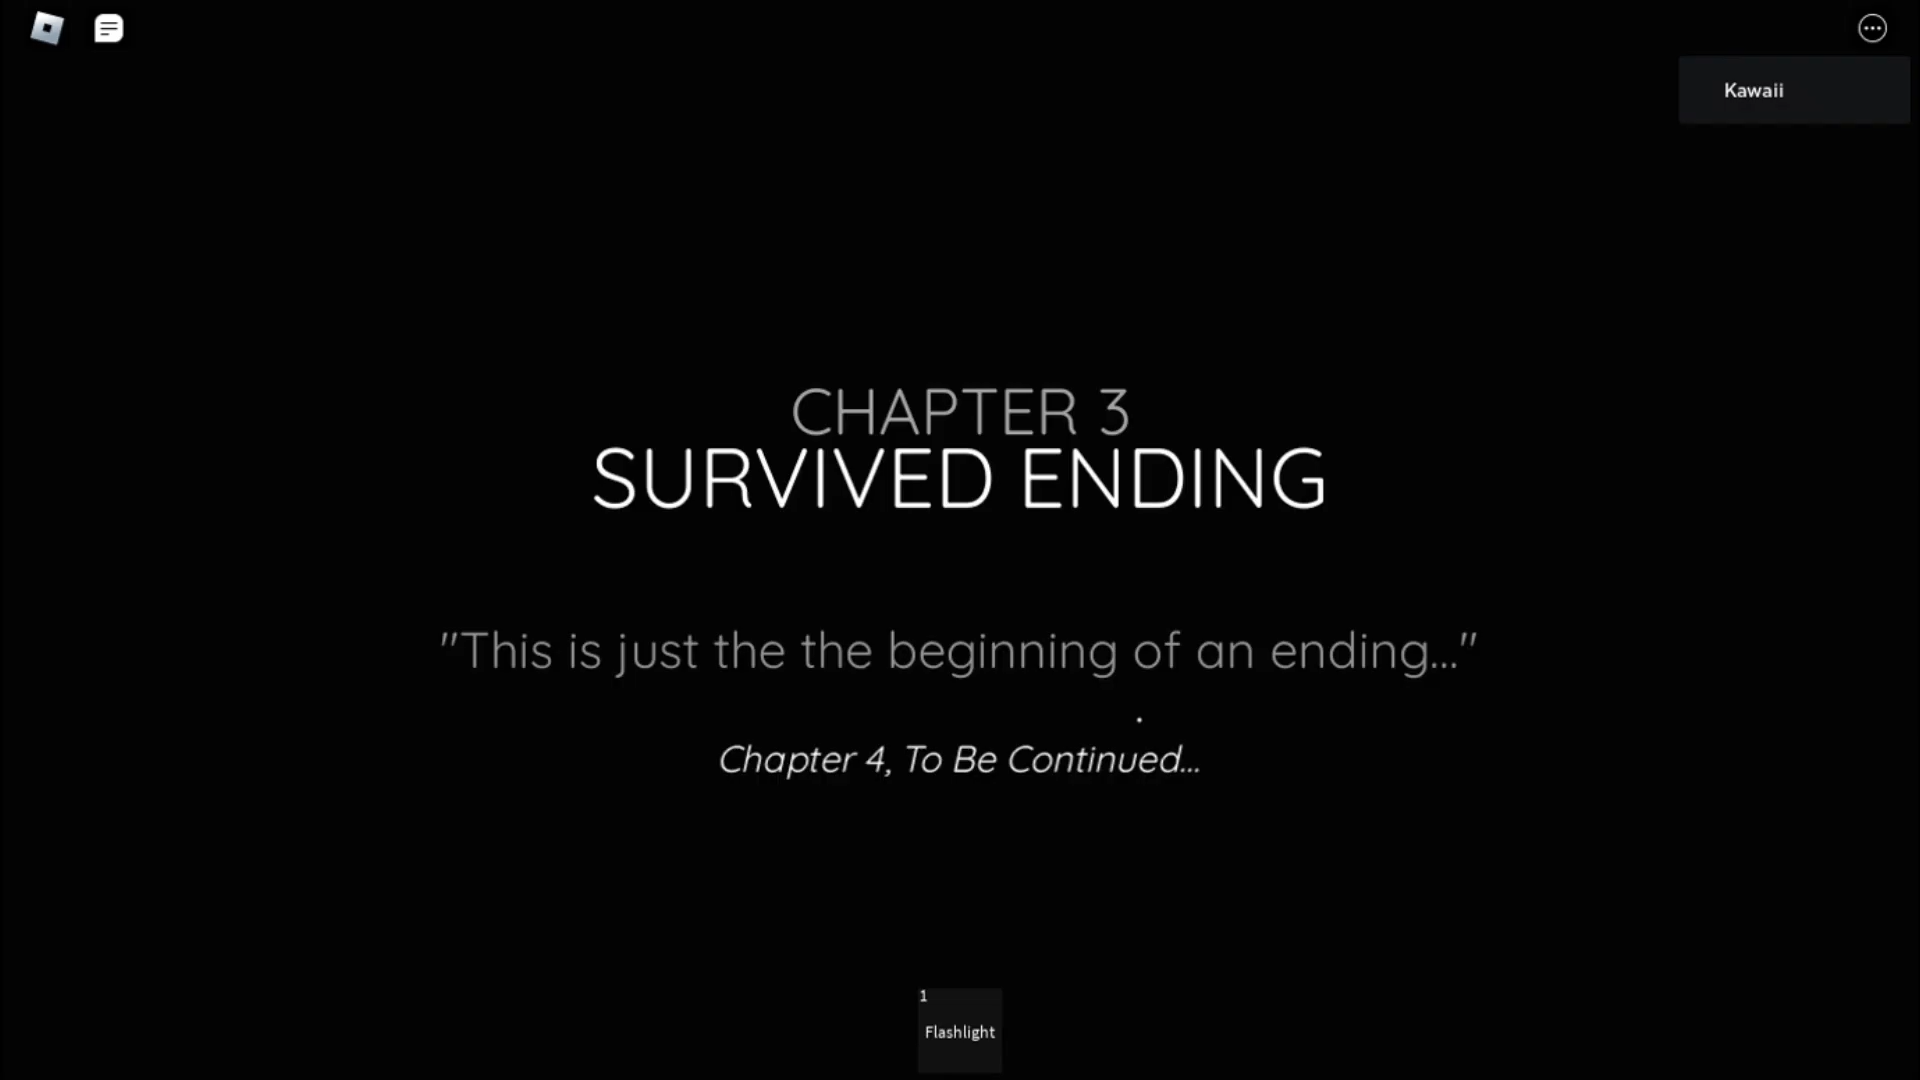 Kawaii
CHAPTER 3
SURVIVED ENDING
"This is just the the beginning of an ending..."
Chapter 4, To Be Continued...
1
Flashlight